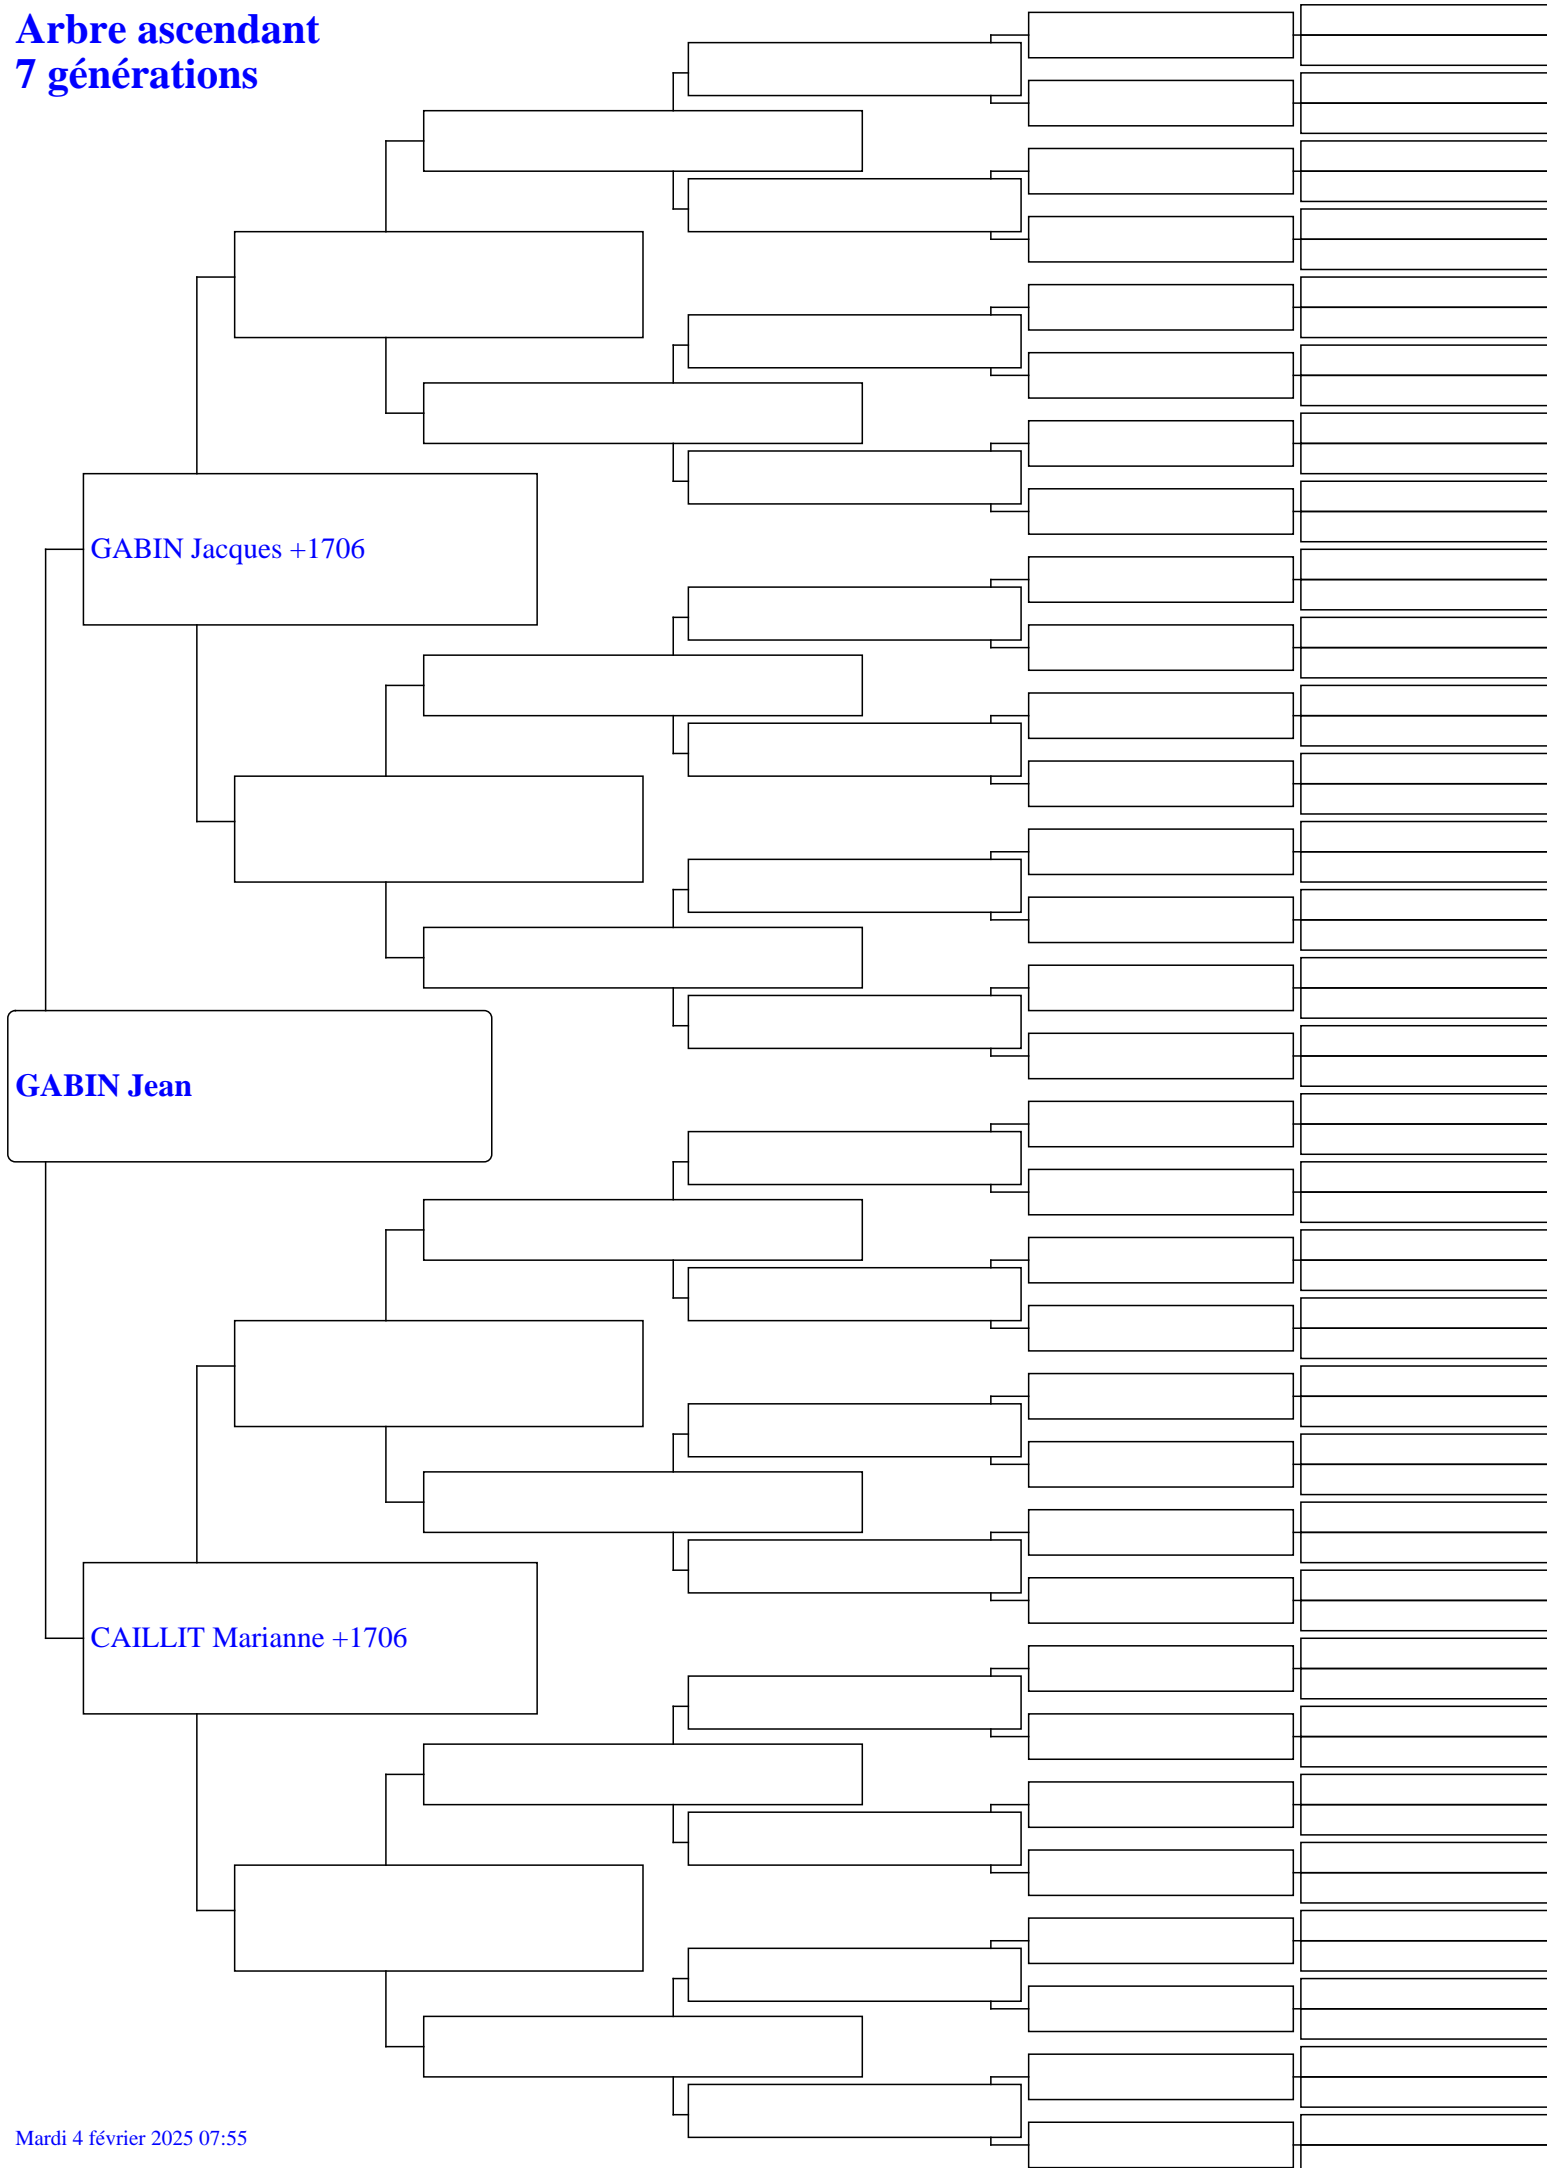 Arbre ascendant
7 générations
GABIN Jacques +1706
GABIN Jean
CAILLIT Marianne +1706
Mardi 4 février 2025 07:55